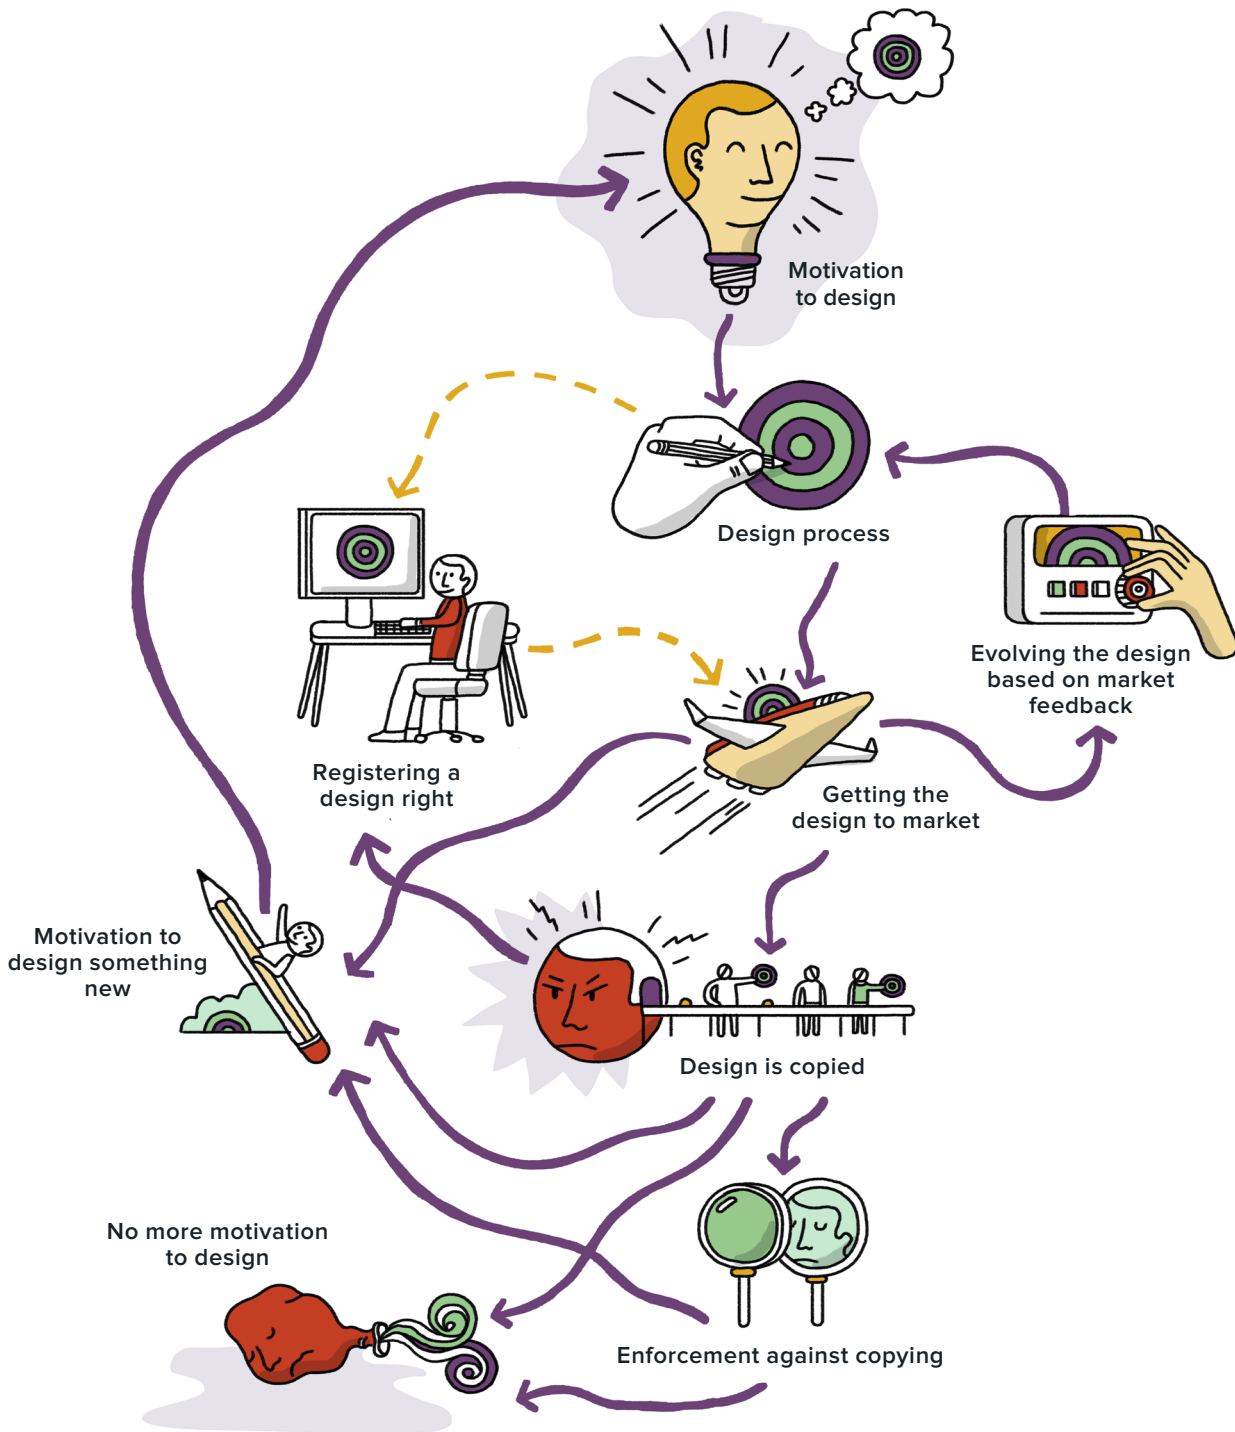 Motivation
to design
Design process
Evolving the design
based on market
feedback
Registering a
design right
Getting the
design to market
Motivation to
design something
new
Design is copied
No more motivation
to design
Enforcement against copying